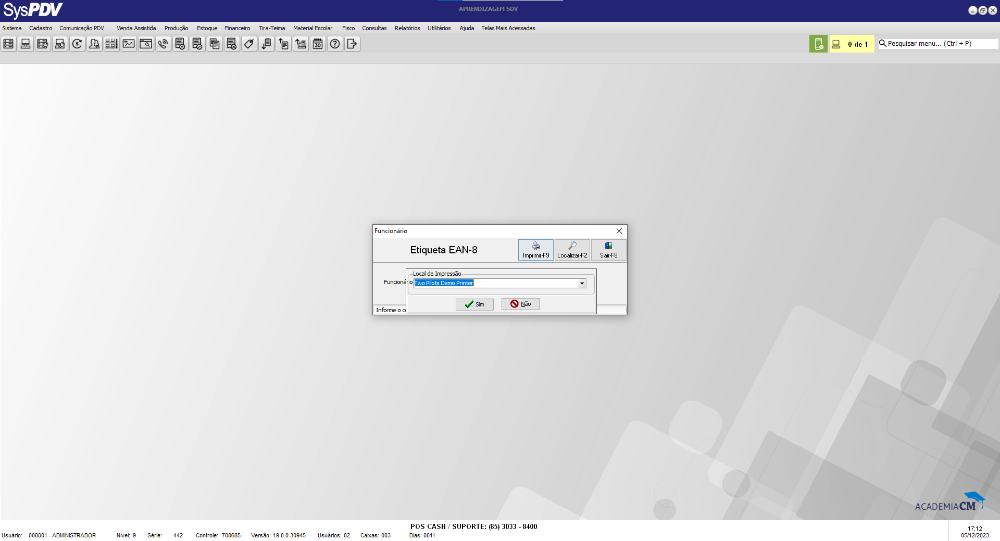 SysPDV
APRENDIZAGEM SDV
Sistema Cadastro Comunicação PDV Venda Assistida Produção Estoque Financeiro Tira-Teima Material Escolar Fisco Consultas Relatórios Utilitários Ajuda Telas Mais Acessadas
30
0 de 1
Pesquisar menu... (Ctrl + P)
Funcionário
Etiqueta EAN-8
Imprimir-F9 Localizar-F2 Sair-F8
Local de Impressão
Funcionário
Two Pilots Demo Printer
Sim Não
Informe o
ACADEMIACM
POS CASH / SUPORTE: (85) 3033 - 8400
Usuário: 000001 - ADMINISTRADOR Nível: 9 Série: 442 Controle: 700685 Versão: 19.0.0.30945 Usuários: 02 Caixas: 003 Dias: 0011
17:12
05/12/2023